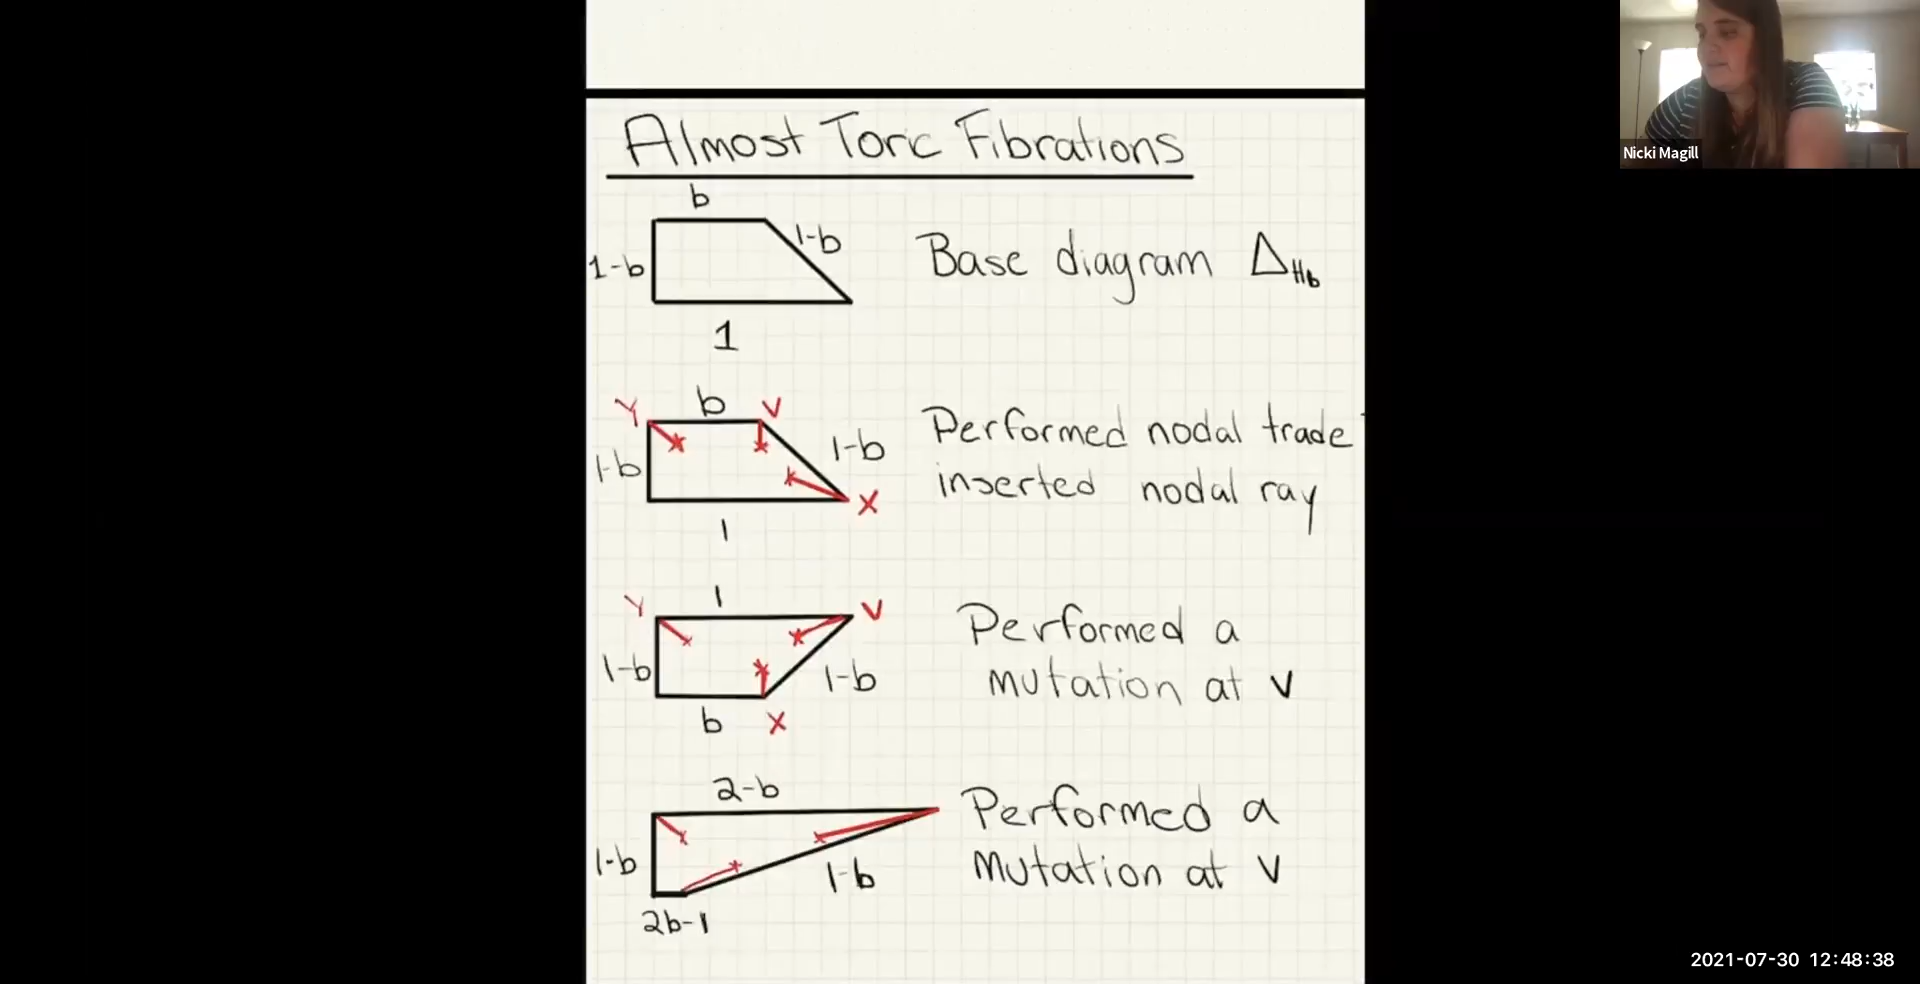 Almost Toric Fibrations
b
1-b
1-b
Base diagram Δ_Hb
1
Y
b
V
1-b
1-b
X
1
Performed nodal trade
inserted nodal ray
Y
1
V
1-b
1-b
b
X
Performed a
mutation at v
2-b
1-b
1-b
2b-1
Performed a
mutation at v
Nicki Magill
2021-07-30 12:48:38